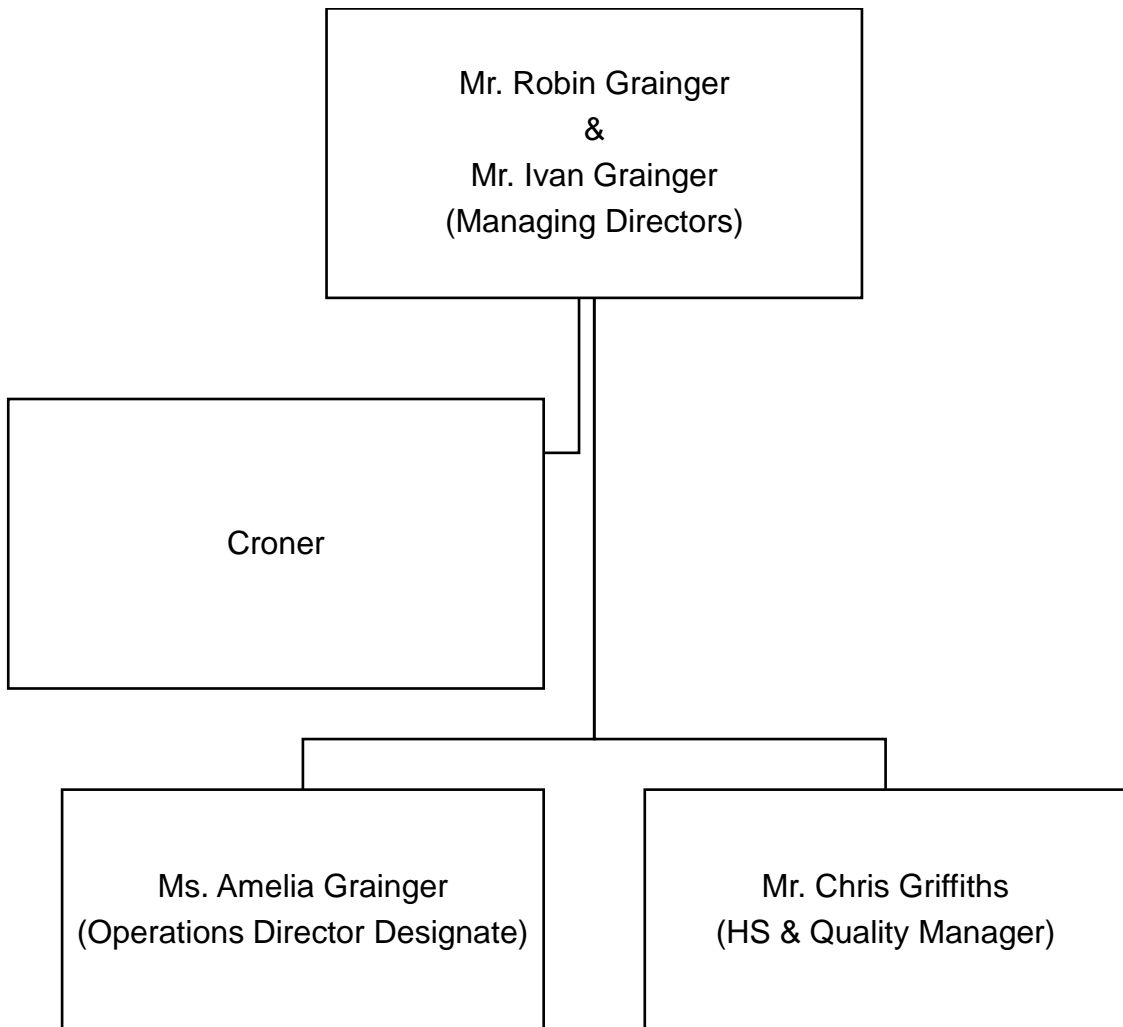 Mr. Robin Grainger
&
Mr. Ivan Grainger
(Managing Directors)
Croner
Ms. Amelia Grainger
(Operations Director Designate)
Mr. Chris Griffiths
(HS & Quality Manager)